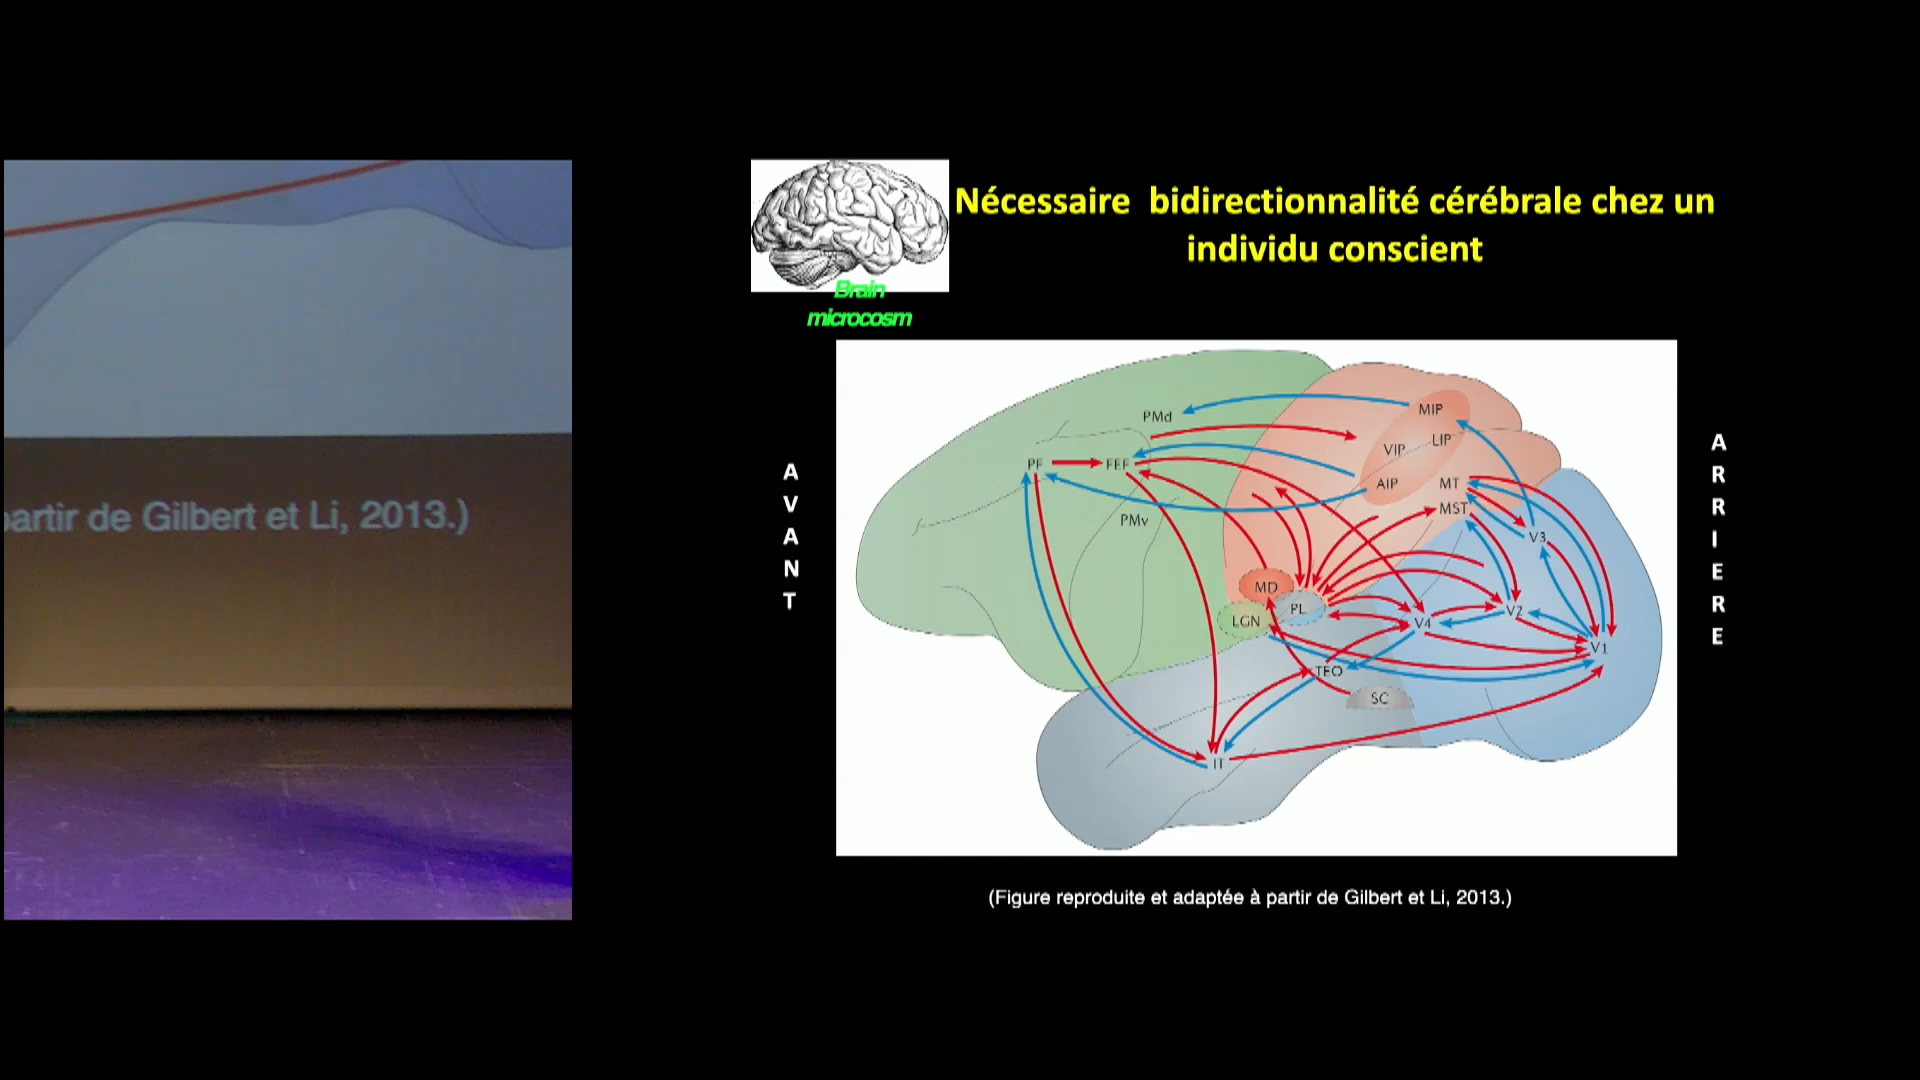 partir de Gilbert et Li, 2013.)
Nécessaire bidirectionnalité cérébrale chez un
individu conscient
Brain
microcosm
AVANT
ARRIERE
PMd
MIP
VIP
LIP
PF
FEF
AIP
MT
MST
PMv
V3
MD
PL
LGN
V4
V2
V1
TEO
SC
IT
(Figure reproduite et adaptée à partir de Gilbert et Li, 2013.)